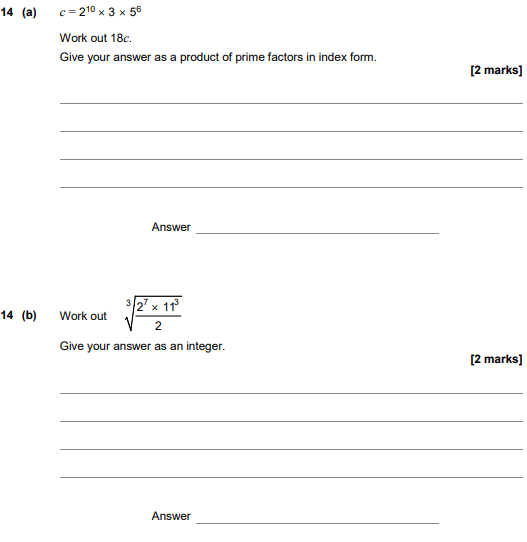 14 (a) c = 2¹⁰ × 3 × 5⁶
Work out 18c.
Give your answer as a product of prime factors in index form.
[2 marks]
Answer
14 (b) Work out ∛((2⁷ × 11³)/2)
Give your answer as an integer.
[2 marks]
Answer